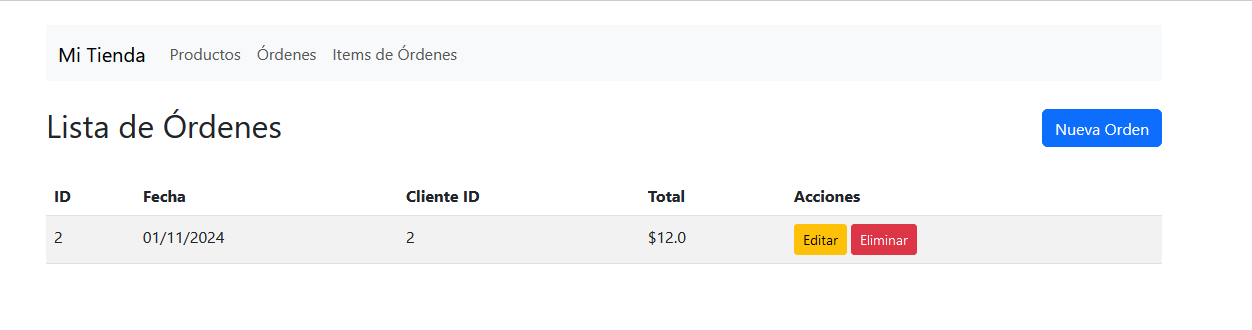 Mi Tienda Productos Órdenes Items de Órdenes
Lista de Órdenes Nueva Orden
ID Fecha Cliente ID Total Acciones
2 01/11/2024 2 $12.0 Editar Eliminar